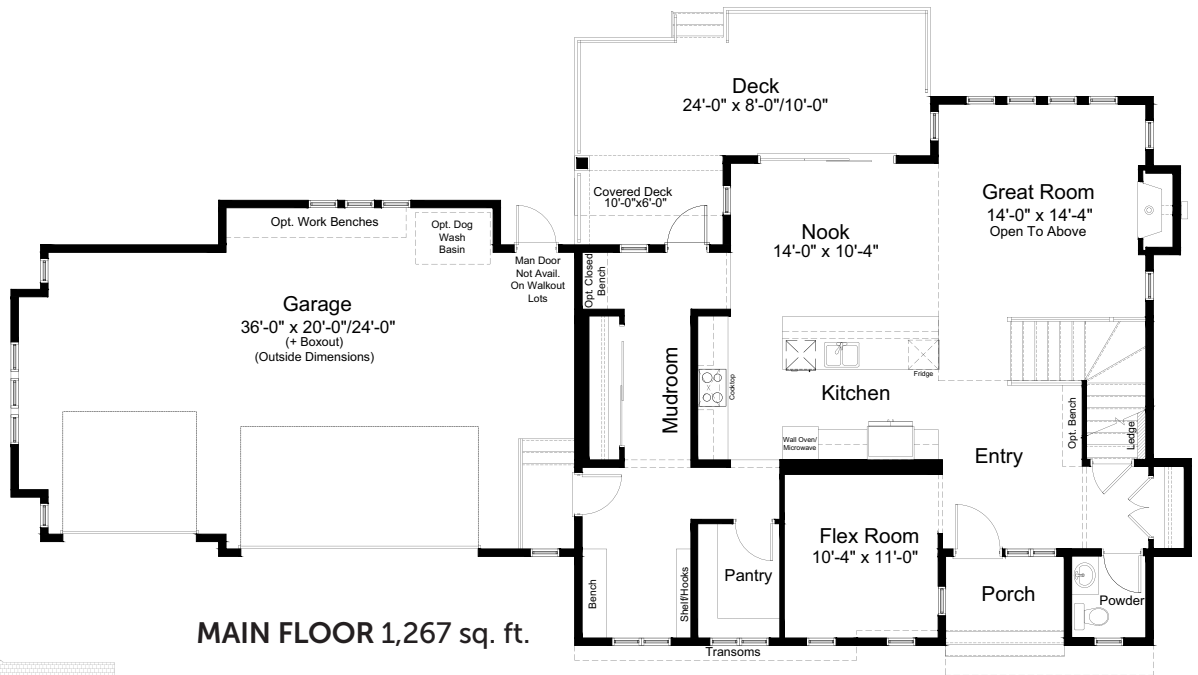 Deck
24'-0" x 8'-0"/10'-0"
Covered Deck
10'-0"x6'-0"
Great Room
14'-0" x 14'-4"
Open To Above
Nook
14'-0" x 10'-4"
Opt. Work Benches
Opt. Dog
Wash
Basin
Man Door
Not Avail.
On Walkout
Lots
Opt. Closed
Bench
Garage
36'-0" x 20'-0"/24'-0"
(+ Boxout)
(Outside Dimensions)
Mudroom
Cooktop
Fridge
Kitchen
Wall Oven/
Microwave
Opt. Bench
Ledge
Entry
Flex Room
10'-4" x 11'-0"
Pantry
Bench
Shelf/Hooks
Porch
Powder
Transoms
MAIN FLOOR 1,267 sq. ft.